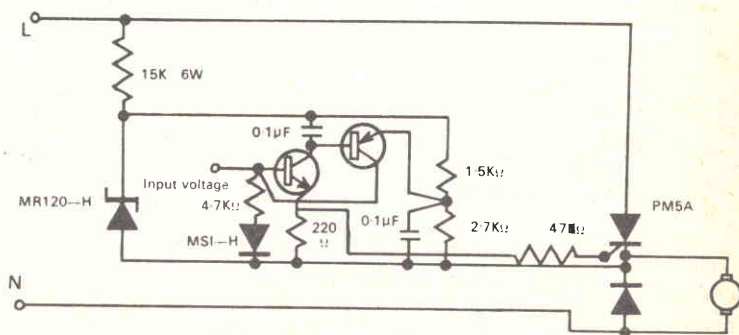 L
15K 6W
0·1μF
1·5KΩ
Input voltage
MR120—H
4·7KΩ
PM5A
0·1μF
2·7KΩ
MSI—H
220
Ω
N